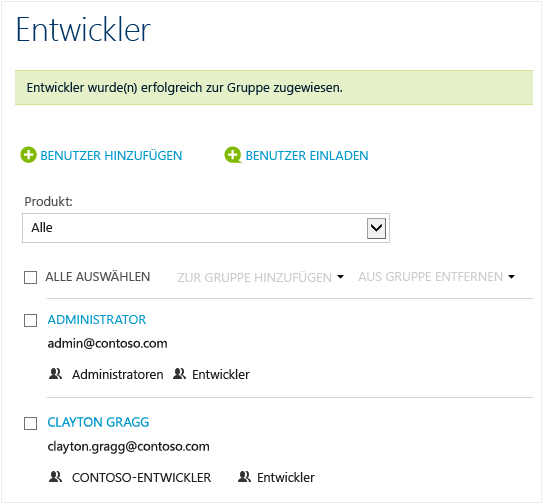 Entwickler
Entwickler wurde(n) erfolgreich zur Gruppe zugewiesen.
BENUTZER HINZUFÜGEN BENUTZER EINLADEN
Produkt:
Alle
ALLE AUSWÄHLEN ZUR GRUPPE HINZUFÜGEN AUS GRUPPE ENTFERNEN
ADMINISTRATOR
admin@contoso.com
Administratoren Entwickler
CLAYTON GRAGG
clayton.gragg@contoso.com
CONTOSO-ENTWICKLER Entwickler